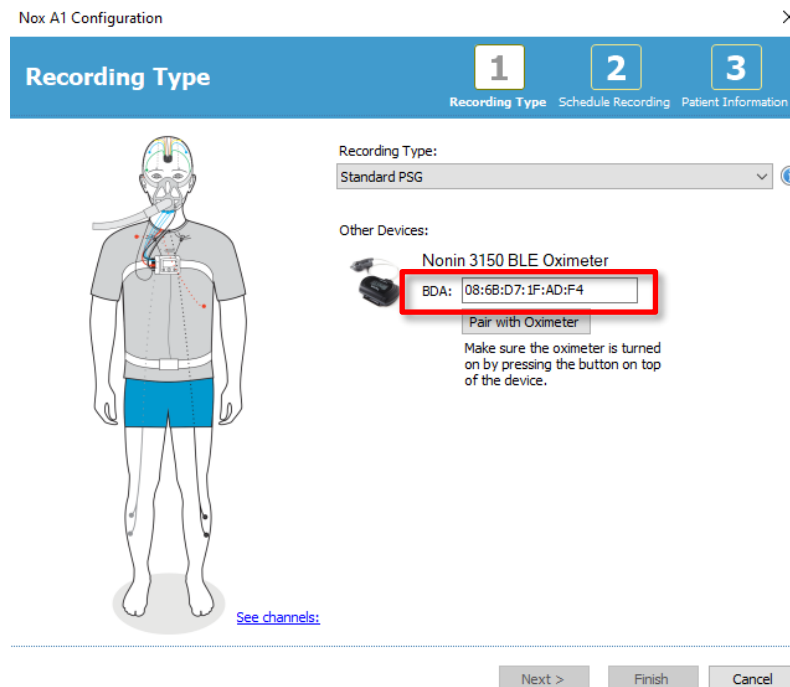 Nox A1 Configuration
Recording Type
1
Recording Type
2
Schedule Recording
3
Patient Information
Recording Type:
Standard PSG
Other Devices:
Nonin 3150 BLE Oximeter
BDA: 08:6B:D7:1F:AD:F4
Pair with Oximeter
Make sure the oximeter is turned
on by pressing the button on top
of the device.
See channels:
Next >
Finish
Cancel